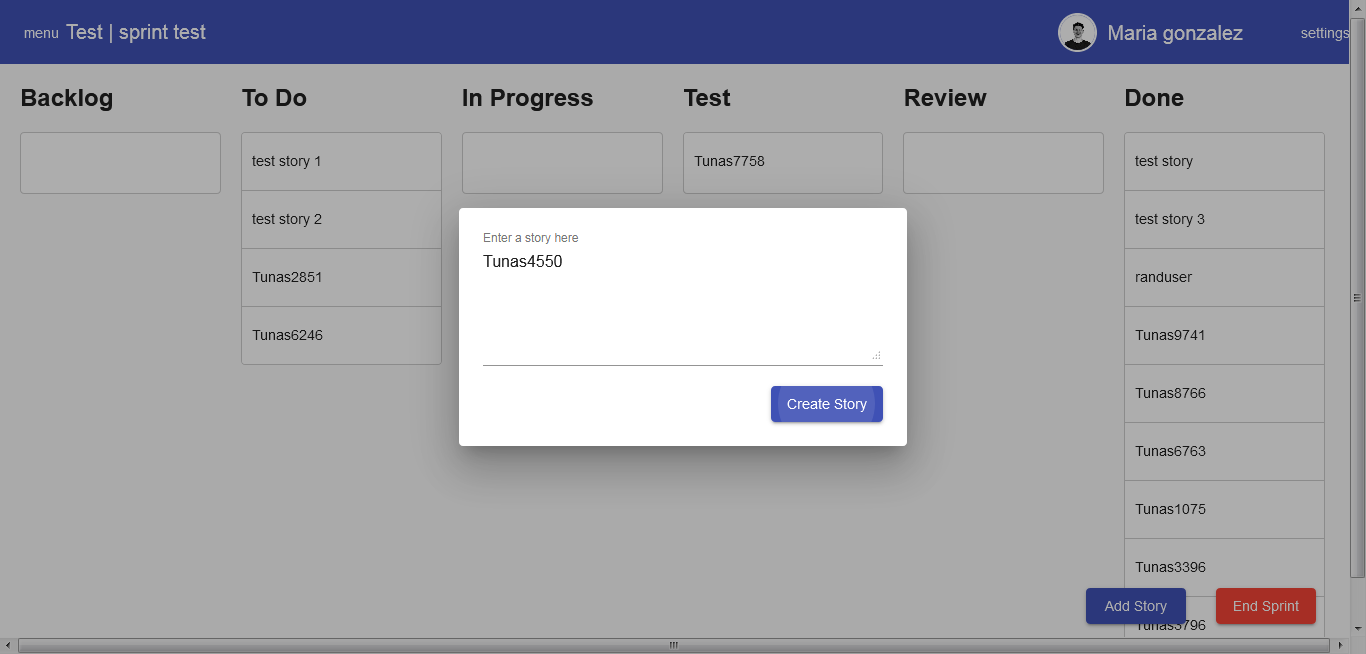 menu Test | sprint test
Maria gonzalez
settings
Backlog
To Do
In Progress
Test
Review
Done
test story 1
test story 2
Tunas2851
Tunas6246
Tunas7758
test story
test story 3
randuser
Tunas9741
Tunas8766
Tunas6763
Tunas1075
Tunas3396
Tunas3796
Enter a story here
Tunas4550
Create Story
Add Story
End Sprint